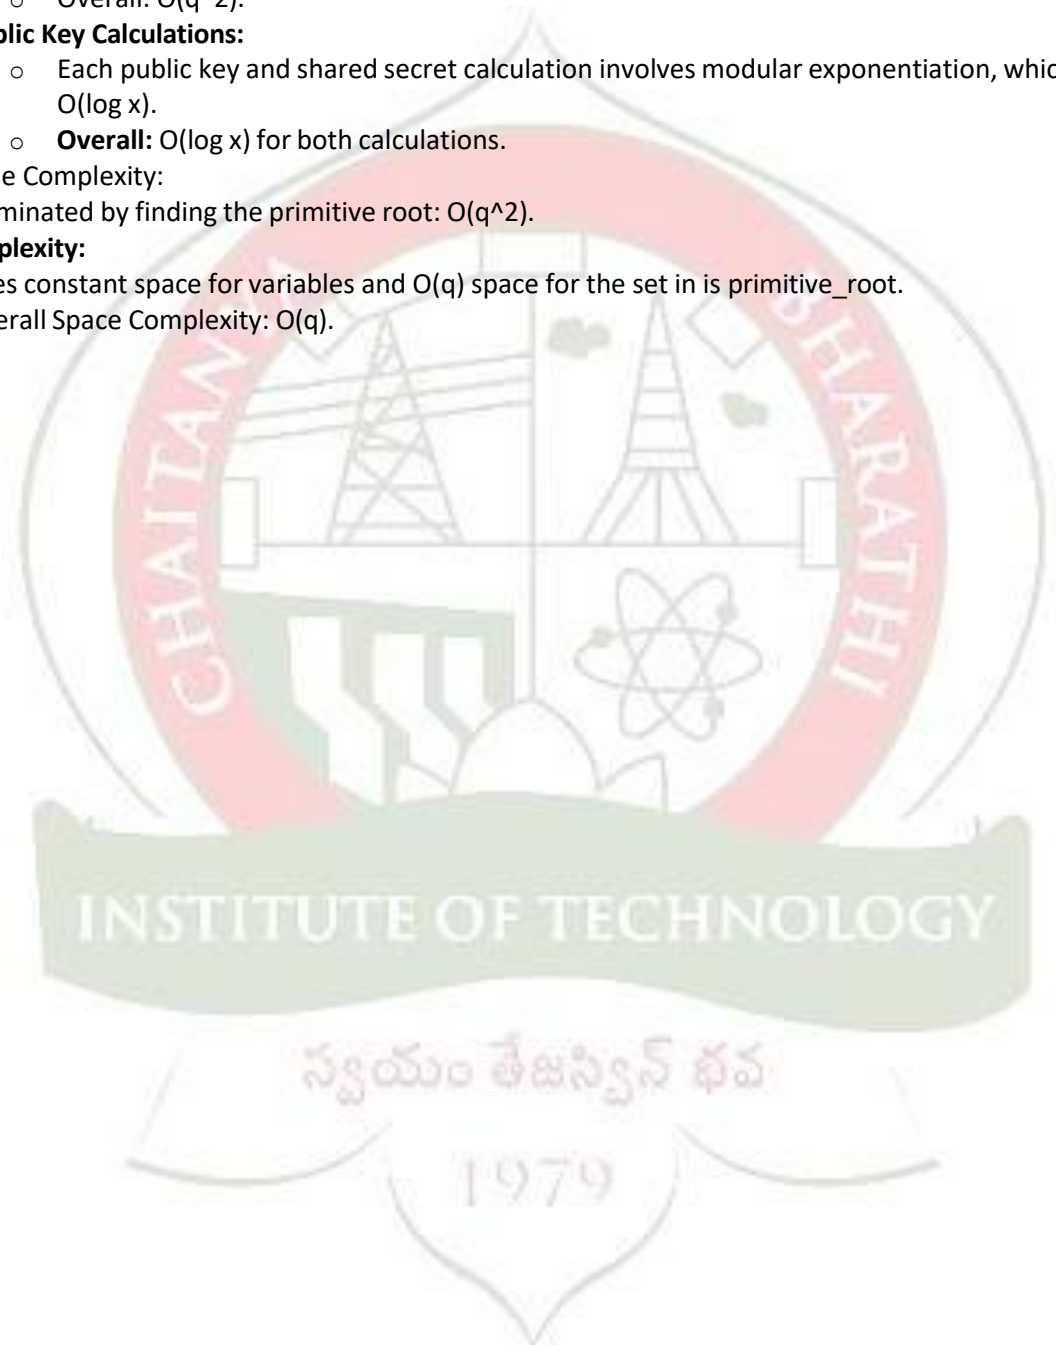 Overall: O(q^2).
blic Key Calculations:
Each public key and shared secret calculation involves modular exponentiation, whic
O(log x).
Overall: O(log x) for both calculations.
e Complexity:
minated by finding the primitive root: O(q^2).
plexity:
es constant space for variables and O(q) space for the set in is primitive_root.
erall Space Complexity: O(q).
CHAITANYA BHARATHI
INSTITUTE OF TECHNOLOGY
స్వయం తేజస్విన్ భవ
1979